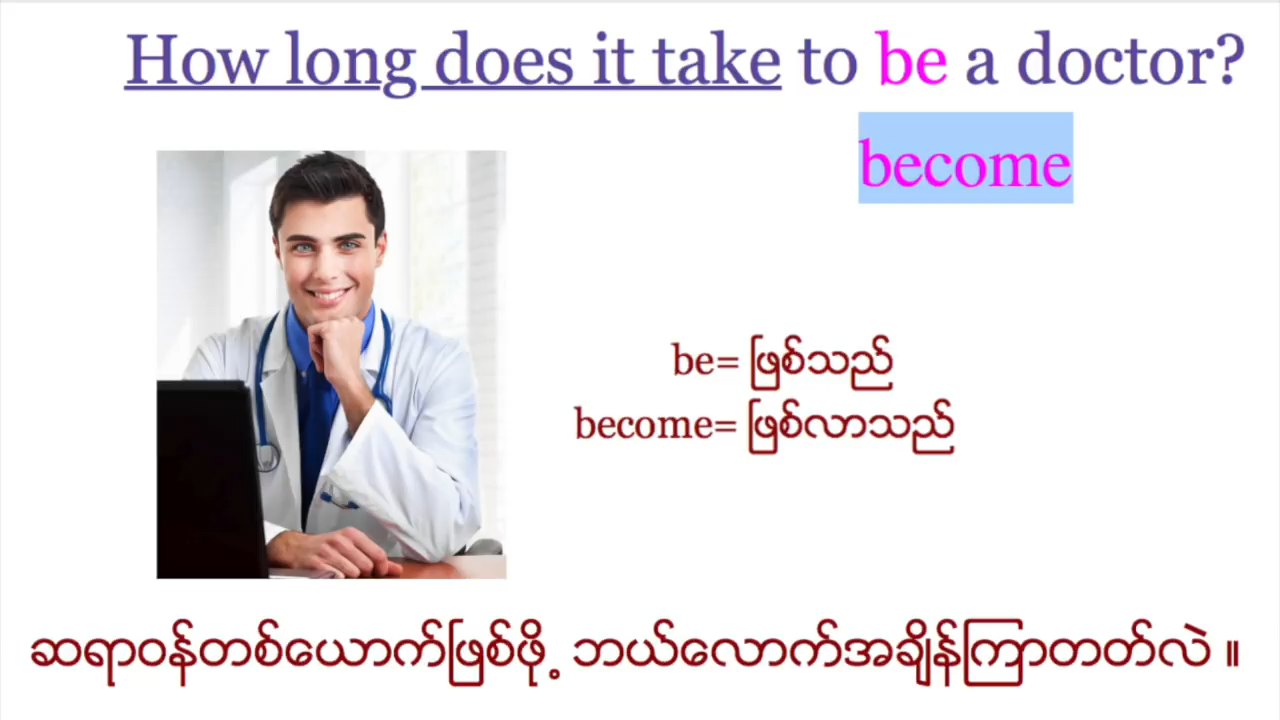 How long does it take to be a doctor?
become
be= ဖြစ်သည်
become= ဖြစ်လာသည်
ဆရာဝန်တစ်ယောက်ဖြစ်ဖို့ ဘယ်လောက်အချိန်ကြာတတ်လဲ ။